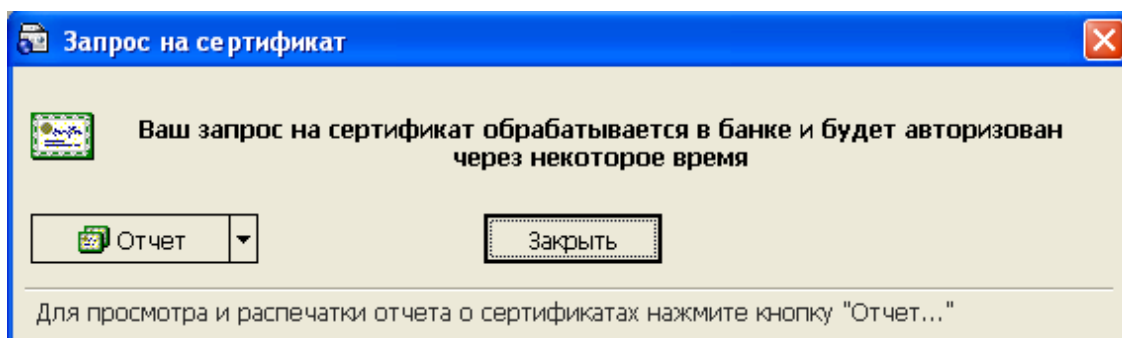 Запрос на сертификат
Ваш запрос на сертификат обрабатывается в банке и будет авторизован
через некоторое время
Отчет
Закрыть
Для просмотра и распечатки отчета о сертификатах нажмите кнопку "Отчет..."